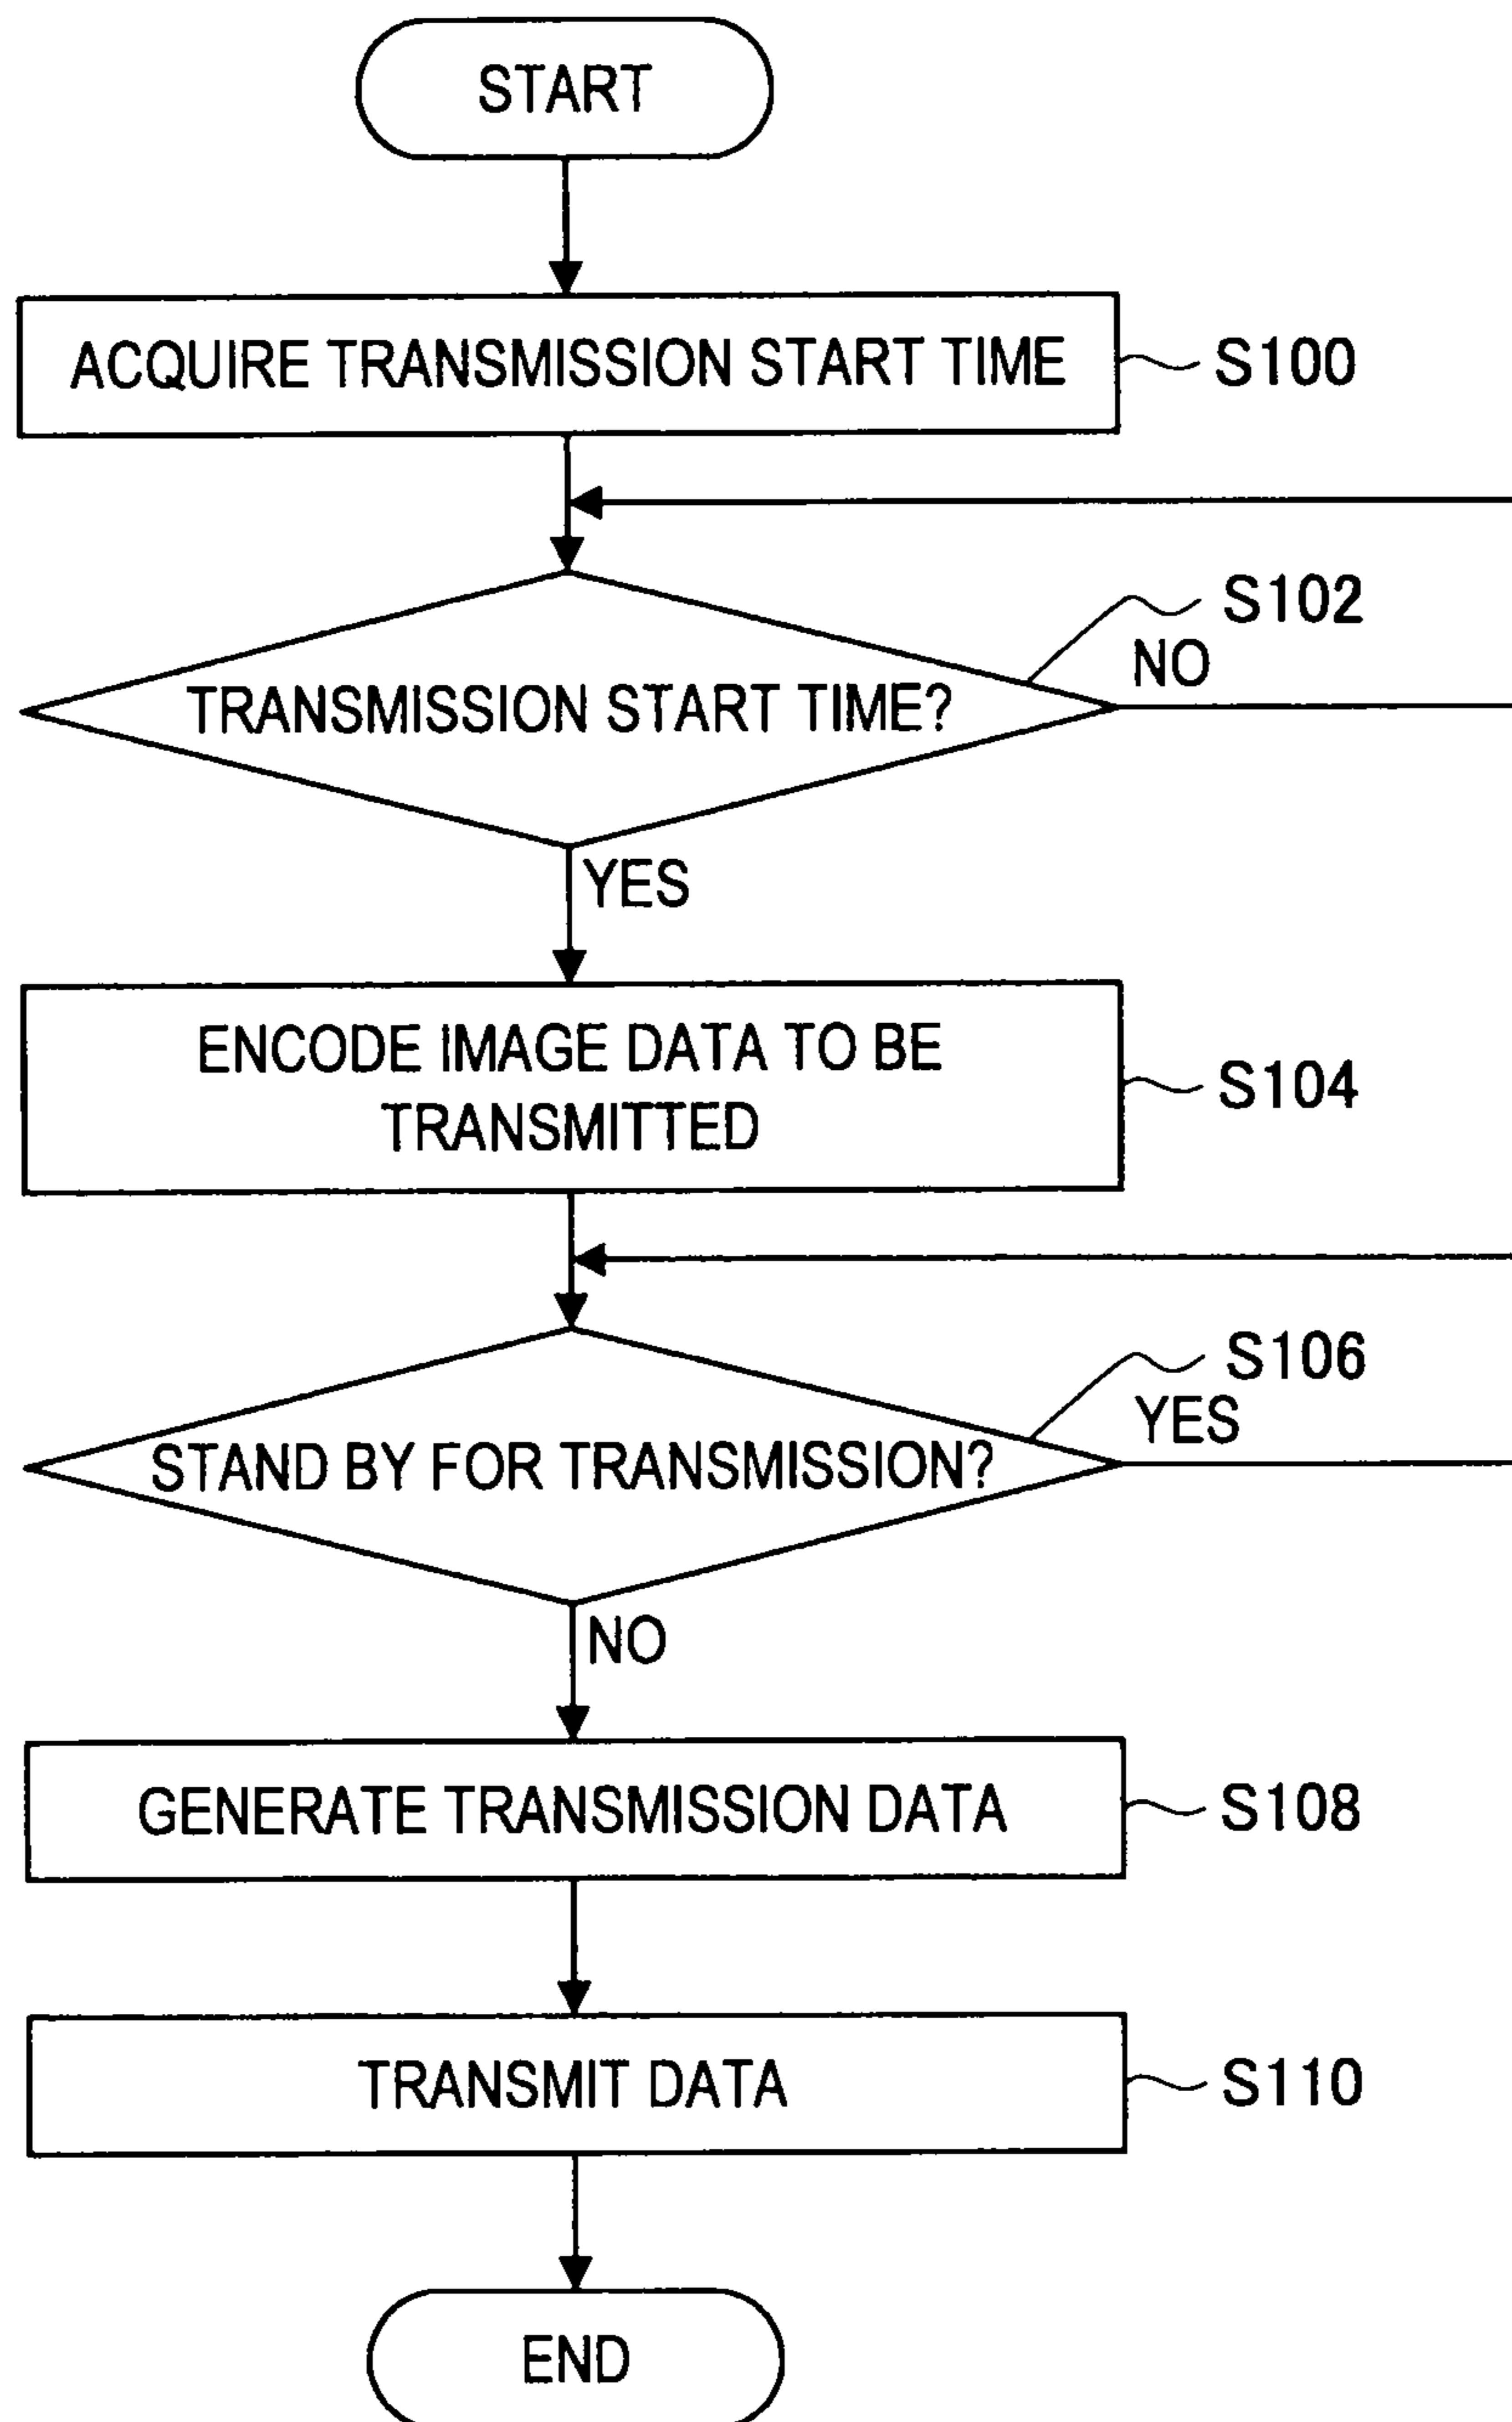 START
ACQUIRE TRANSMISSION START TIME
S100
S102
NO
TRANSMISSION START TIME?
YES
ENCODE IMAGE DATA TO BE
TRANSMITTED
S104
S106
YES
STAND BY FOR TRANSMISSION?
NO
GENERATE TRANSMISSION DATA
S108
TRANSMIT DATA
S110
END